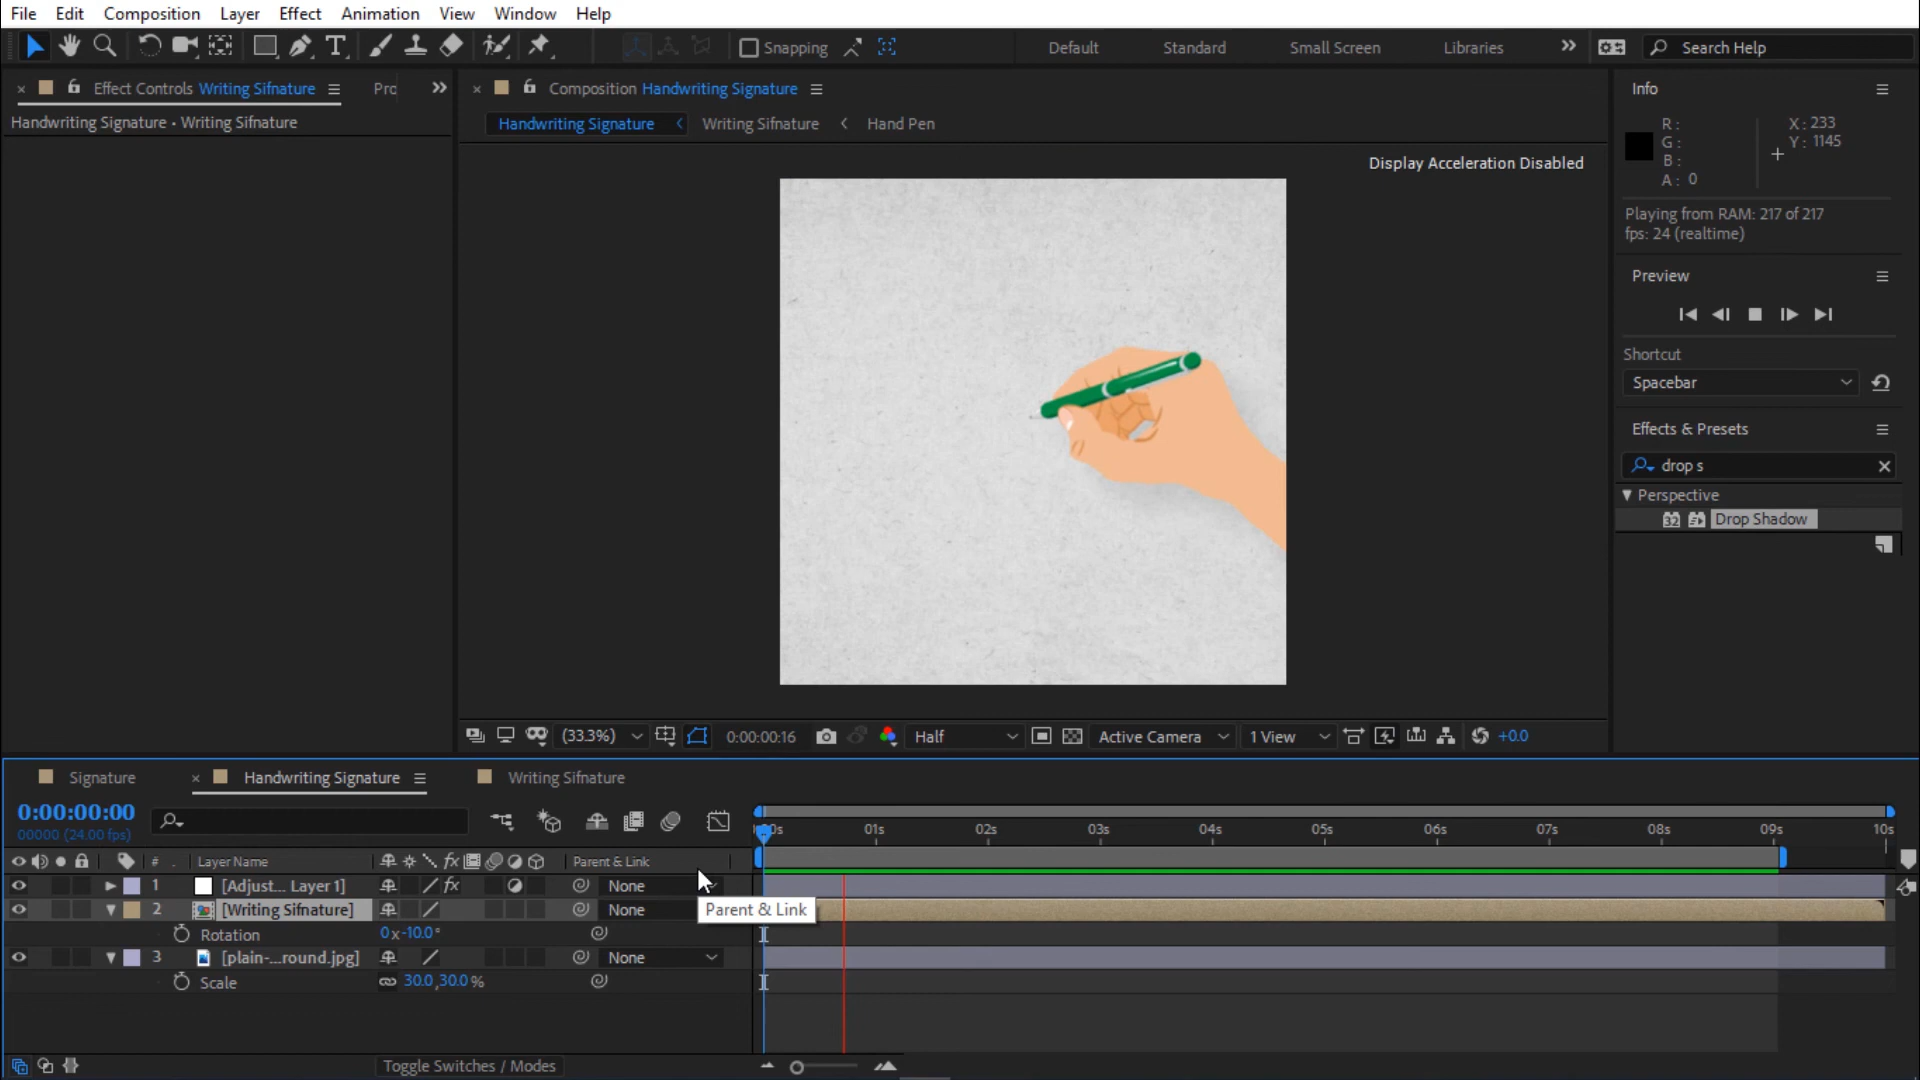 File Edit Composition Layer Effect Animation View Window Help
Snapping Default Standard Small Screen Libraries Search Help
Effect Controls Writing Sifnature
Handwriting Signature • Writing Sifnature
Composition Handwriting Signature
Handwriting Signature Writing Sifnature Hand Pen
Display Acceleration Disabled
Info
R : X : 233
G : Y : 1145
B :
A : 0
Playing from RAM: 217 of 217
fps: 24 (realtime)
Preview
Shortcut
Spacebar
Effects & Presets
drop s
Perspective
32 Drop Shadow
(33.3%) 0:00:00:16 Half Active Camera 1 View +0.0
Signature Handwriting Signature Writing Sifnature
0:00:00:00
00000 (24.00 fps)
01s 02s 03s 04s 05s 06s 07s 08s 09s 10s
# Layer Name fx Parent & Link
1 [Adjust... Layer 1] fx None
2 [Writing Sifnature] None
Parent & Link
Rotation 0x-10.0°
3 [plain-...round.jpg] None
Scale 30.0,30.0%
Toggle Switches / Modes